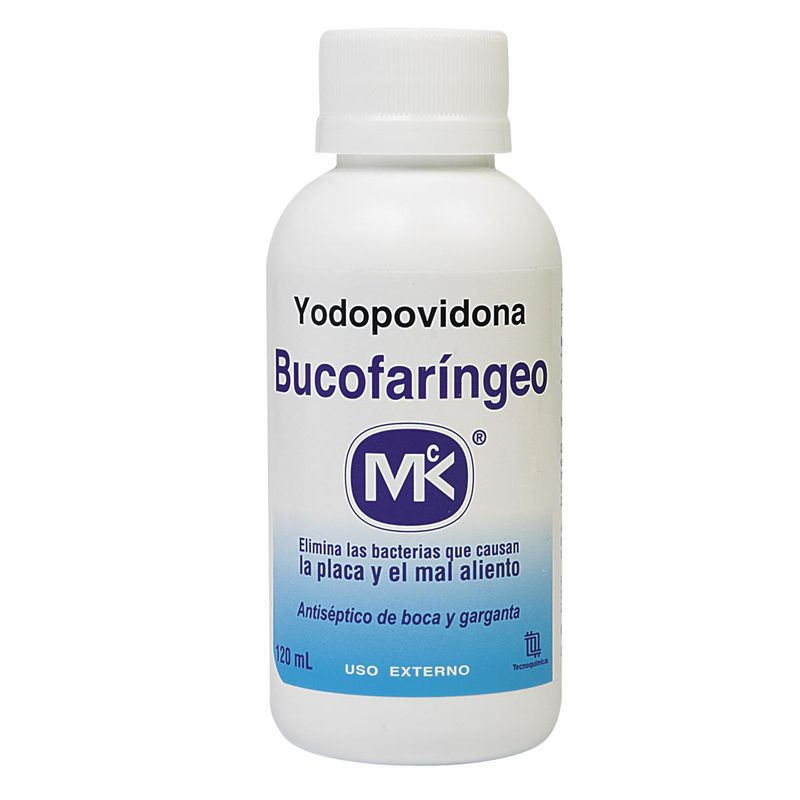 Yodopovidona
Bucofaríngeo
McK ®
Elimina las bacterias que causan
la placa y el mal aliento
Antiséptico de boca y garganta
120 mL
USO EXTERNO
Tecnoquímicas